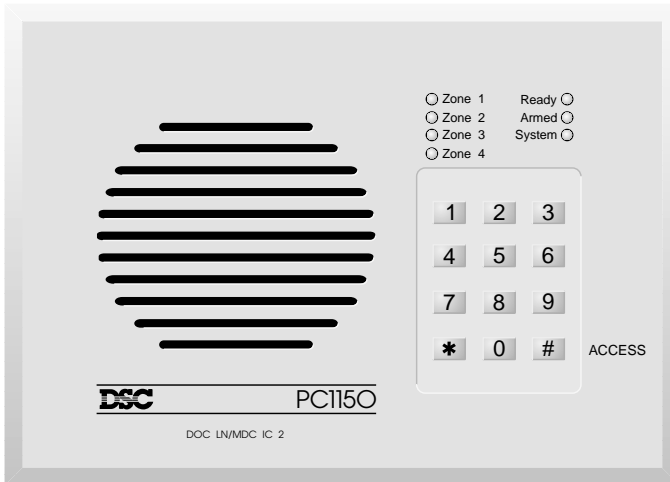 Zone 1 Ready
Zone 2 Armed
Zone 3 System
Zone 4
1 2 3
4 5 6
7 8 9
✱ 0 # ACCESS
DSC PC1150
DOC LN/MDC IC 2